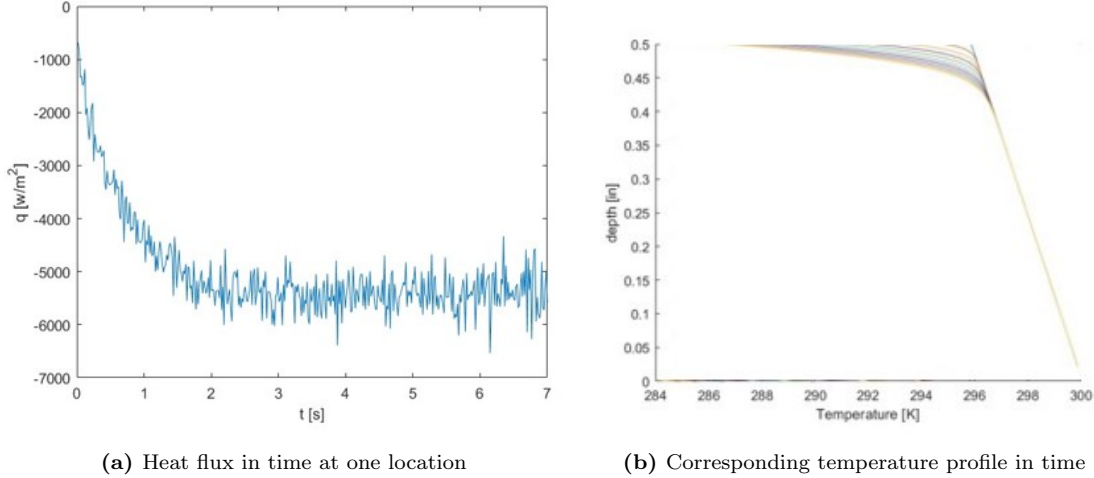 0
-1000
-2000
-3000
-4000
-5000
-6000
-7000
q [w/m²]
0 1 2 3 4 5 6 7
t [s]
0.5
0.45
0.4
0.35
0.3
0.25
0.2
0.15
0.1
0.05
0
depth [in]
284 286 288 290 292 294 296 298 300
Temperature [K]
(a) Heat flux in time at one location
(b) Corresponding temperature profile in time